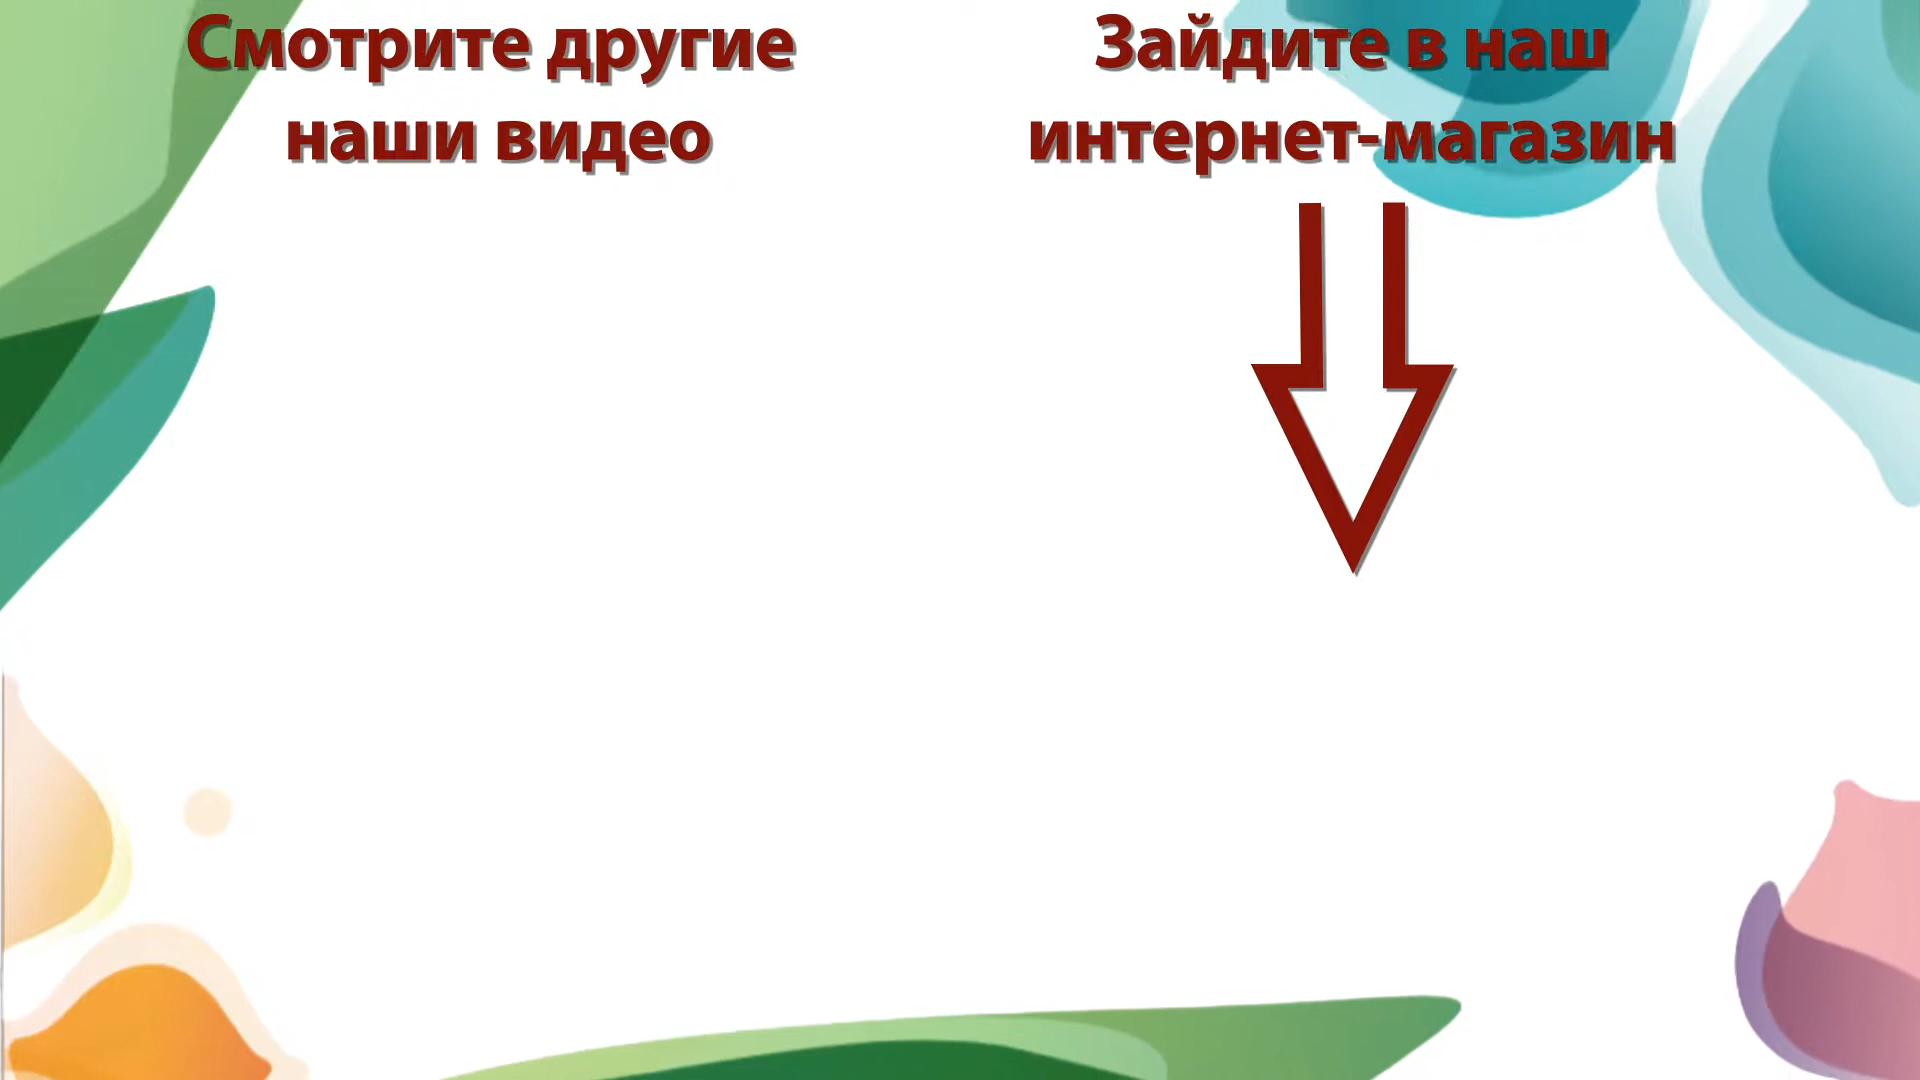 Смотрите другие
наши видео
Зайдите в наш
интернет-магазин